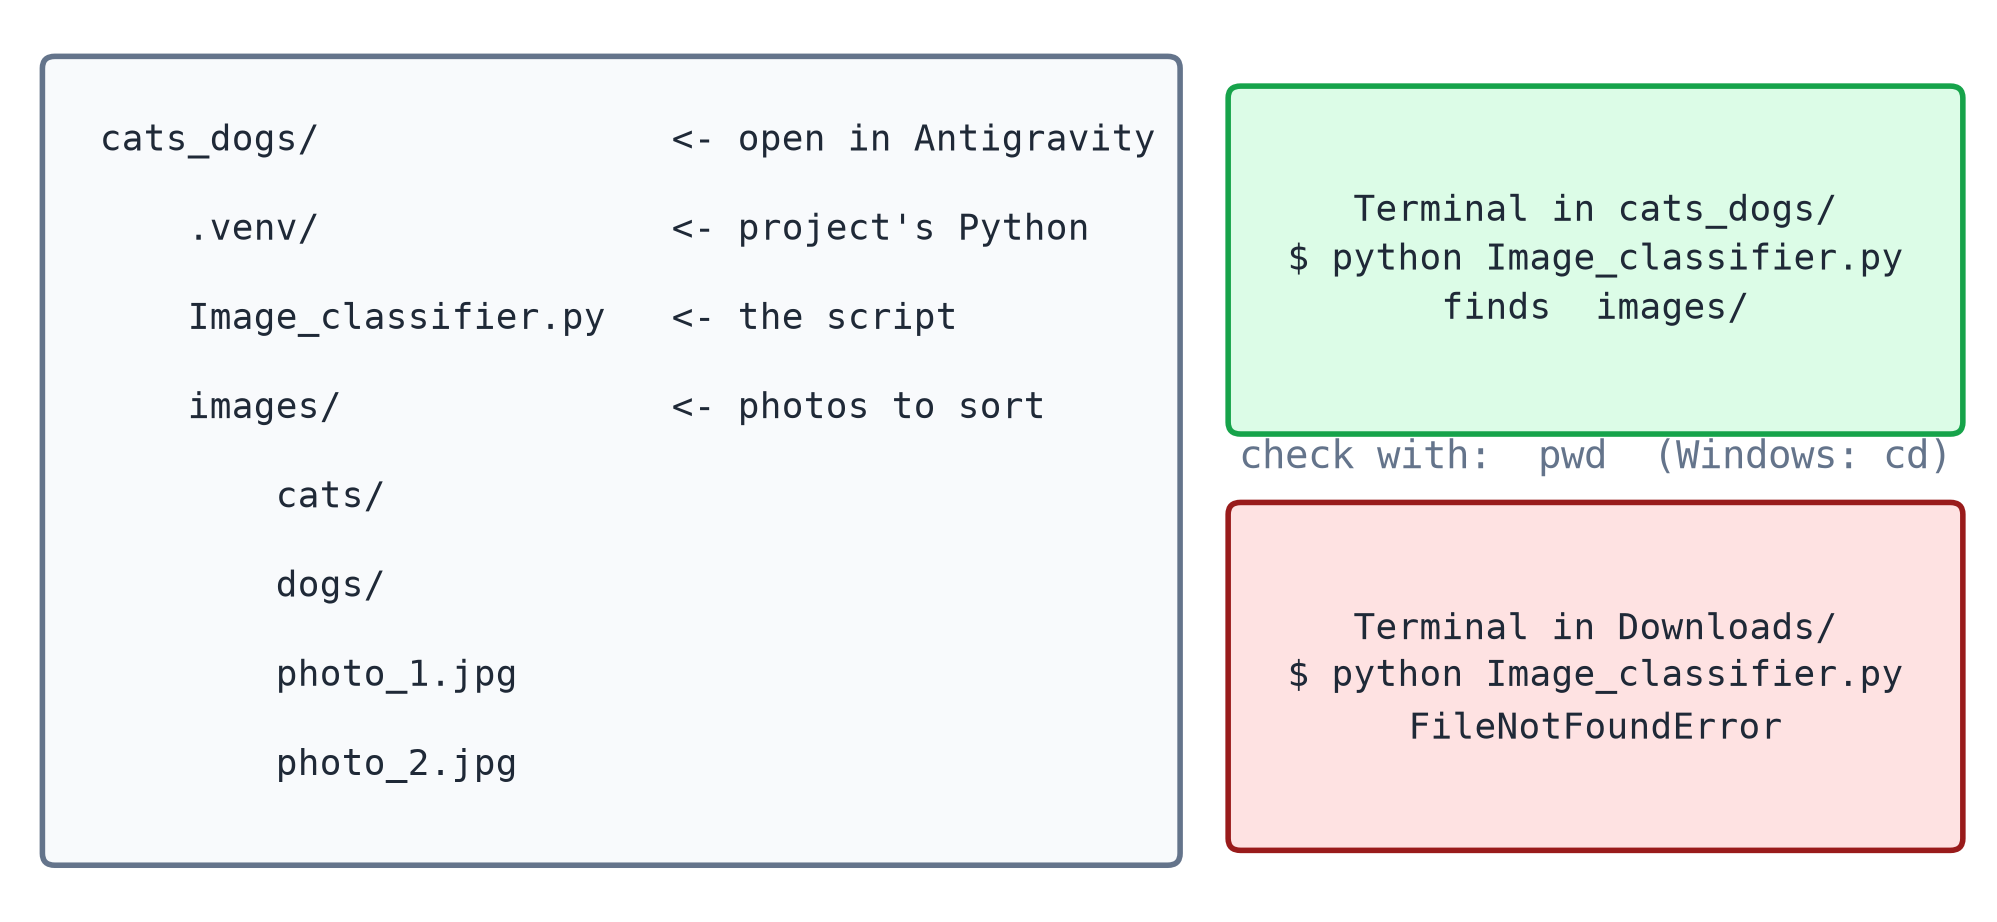 cats_dogs/                <- open in Antigravity
    .venv/                <- project's Python
    Image_classifier.py   <- the script
    images/               <- photos to sort
        cats/
        dogs/
        photo_1.jpg
        photo_2.jpg
Terminal in cats_dogs/
$ python Image_classifier.py
finds  images/
check with:  pwd  (Windows: cd)
Terminal in Downloads/
$ python Image_classifier.py
FileNotFoundError